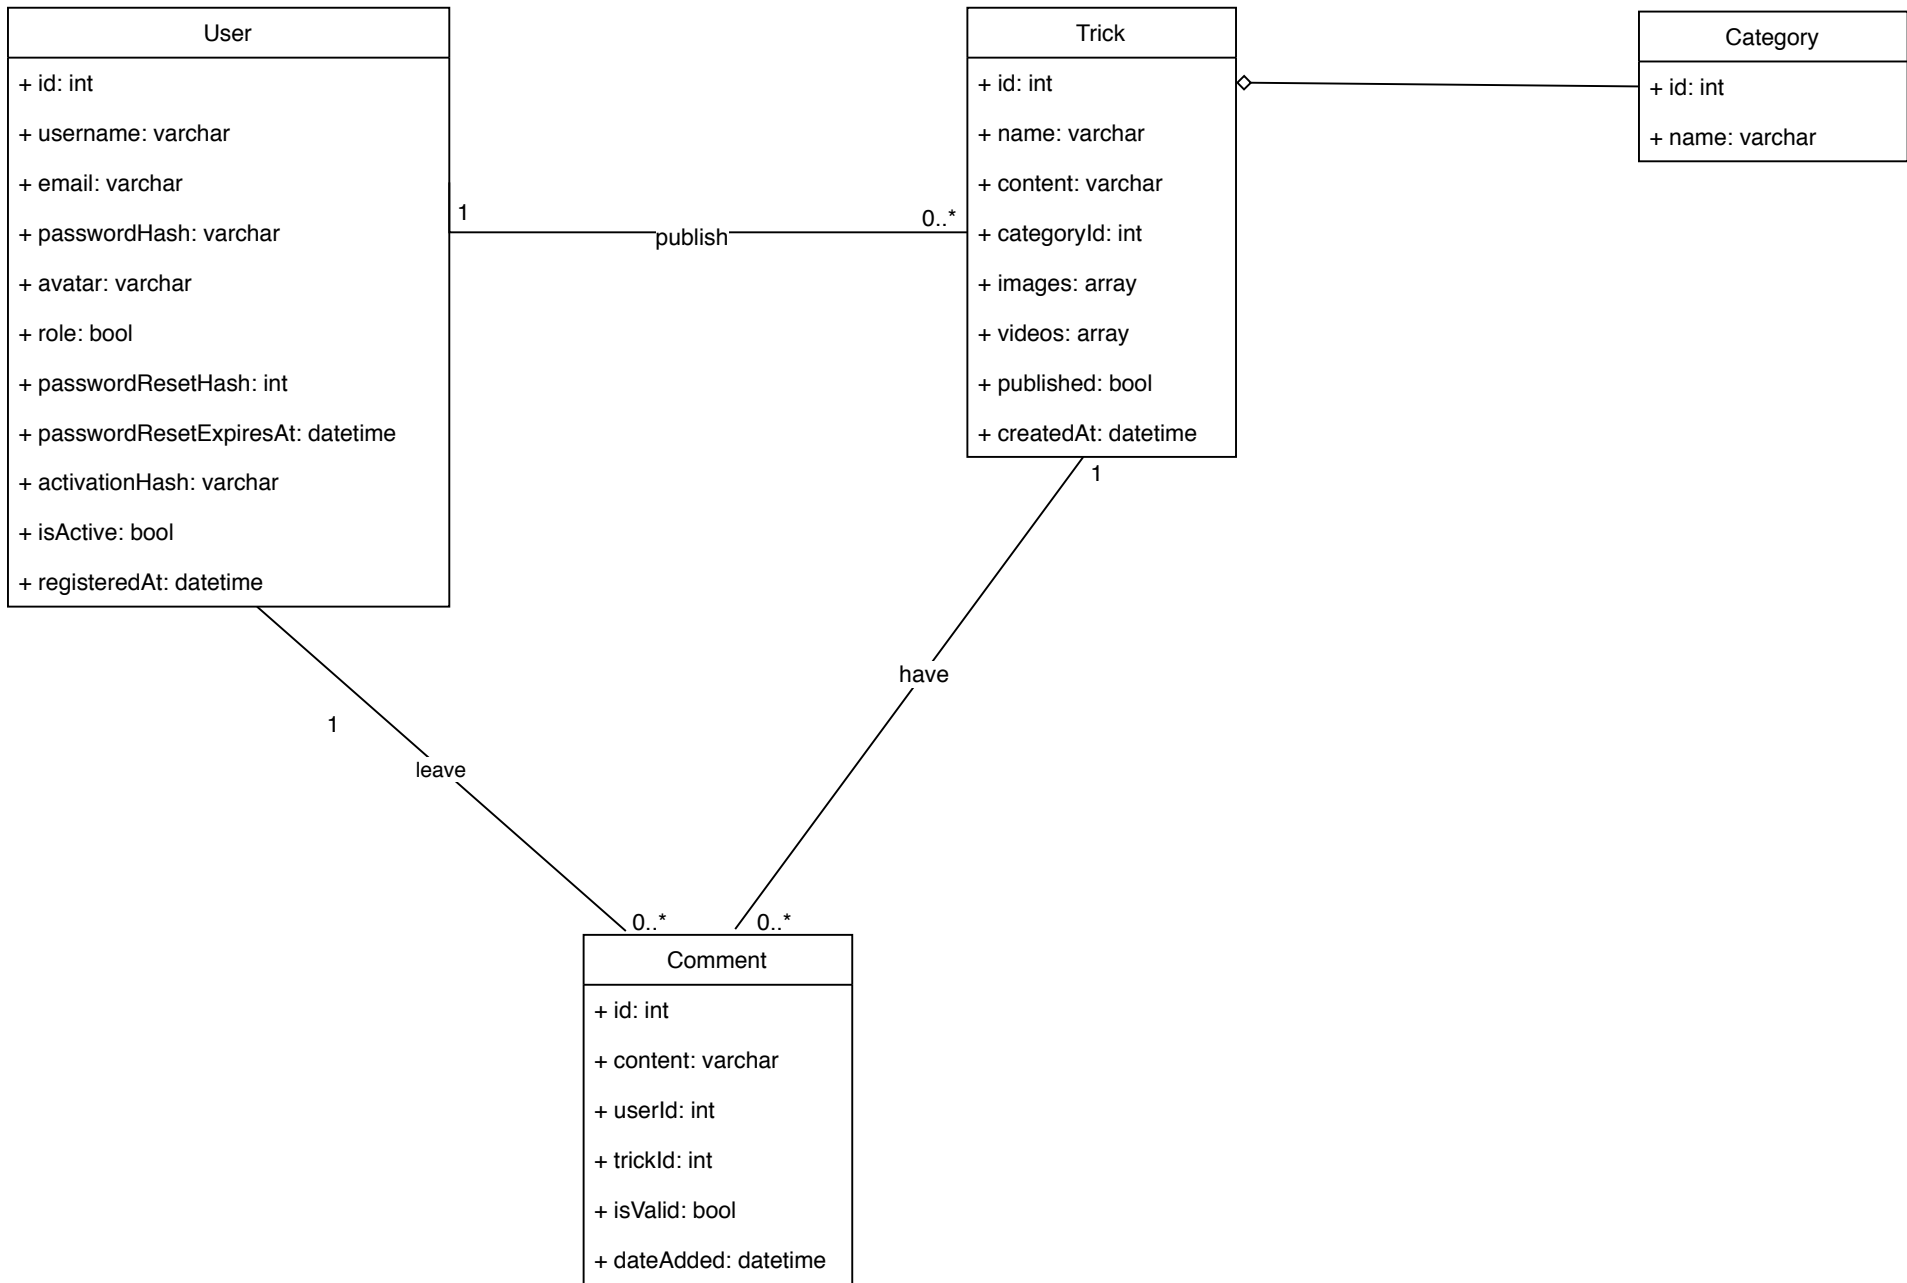 User
+ id: int
+ username: varchar
+ email: varchar
+ passwordHash: varchar
+ avatar: varchar
+ role: bool
+ passwordResetHash: int
+ passwordResetExpiresAt: datetime
+ activationHash: varchar
+ isActive: bool
+ registeredAt: datetime
1
publish
0..*
Trick
+ id: int
+ name: varchar
+ content: varchar
+ categoryId: int
+ images: array
+ videos: array
+ published: bool
+ createdAt: datetime
Category
+ id: int
+ name: varchar
1
have
0..*
1
leave
0..*
Comment
+ id: int
+ content: varchar
+ userId: int
+ trickId: int
+ isValid: bool
+ dateAdded: datetime